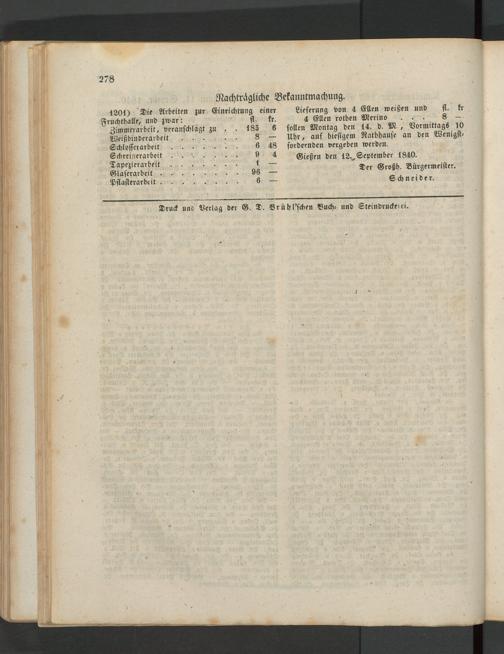 278
Nachträgliche Bekanntmachung.
1201) Die Arbeiten zur Einrichtung einer
Fruchthalle, und zwar: fl. kr.
Zimmerarbeit, veranschlagt zu . . 185 6
Weißbinderarbeit . . . . . . . 8 —
Schlosserarbeit . . . . . . . 6 48
Schreinerarbeit . . . . . . . 9 4
Tapezierarbeit . . . . . . . 1 —
Glaserarbeit . . . . . . . . 96 —
Pflasterarbeit . . . . . . . 6 —
Lieferung von 4 Ellen weißen und fl. kr
4 Ellen rothen Merino . . . . 8 —
sollen Montag den 14. d. M., Vormittags 10
Uhr, auf hiesigem Rathhause an den Wenigst-
fordernden vergeben werden.
Gießen den 12. September 1840.
Der Großh. Bürgermeister.
Schneider.
Druck und Verlag der G. D. Brühl'schen Buch- und Steindruckerei.